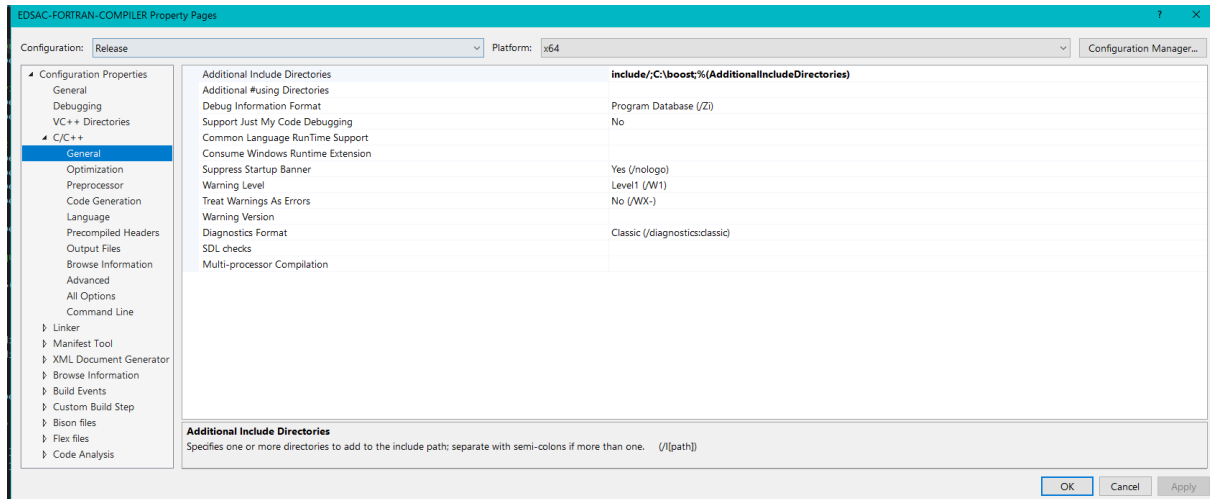 EDSAC-FORTRAN-COMPILER Property Pages
? ×
Configuration: Release Platform: x64 Configuration Manager...
Configuration Properties
General
Debugging
VC++ Directories
C/C++
General
Optimization
Preprocessor
Code Generation
Language
Precompiled Headers
Output Files
Browse Information
Advanced
All Options
Command Line
Linker
Manifest Tool
XML Document Generator
Browse Information
Build Events
Custom Build Step
Bison files
Flex files
Code Analysis
Additional Include Directories include/;C:\boost;%(AdditionalIncludeDirectories)
Additional #using Directories
Debug Information Format Program Database (/Zi)
Support Just My Code Debugging No
Common Language RunTime Support
Consume Windows Runtime Extension
Suppress Startup Banner Yes (/nologo)
Warning Level Level1 (/W1)
Treat Warnings As Errors No (/WX-)
Warning Version
Diagnostics Format Classic (/diagnostics:classic)
SDL checks
Multi-processor Compilation
Additional Include Directories
Specifies one or more directories to add to the include path; separate with semi-colons if more than one. (/I[path])
OK Cancel Apply